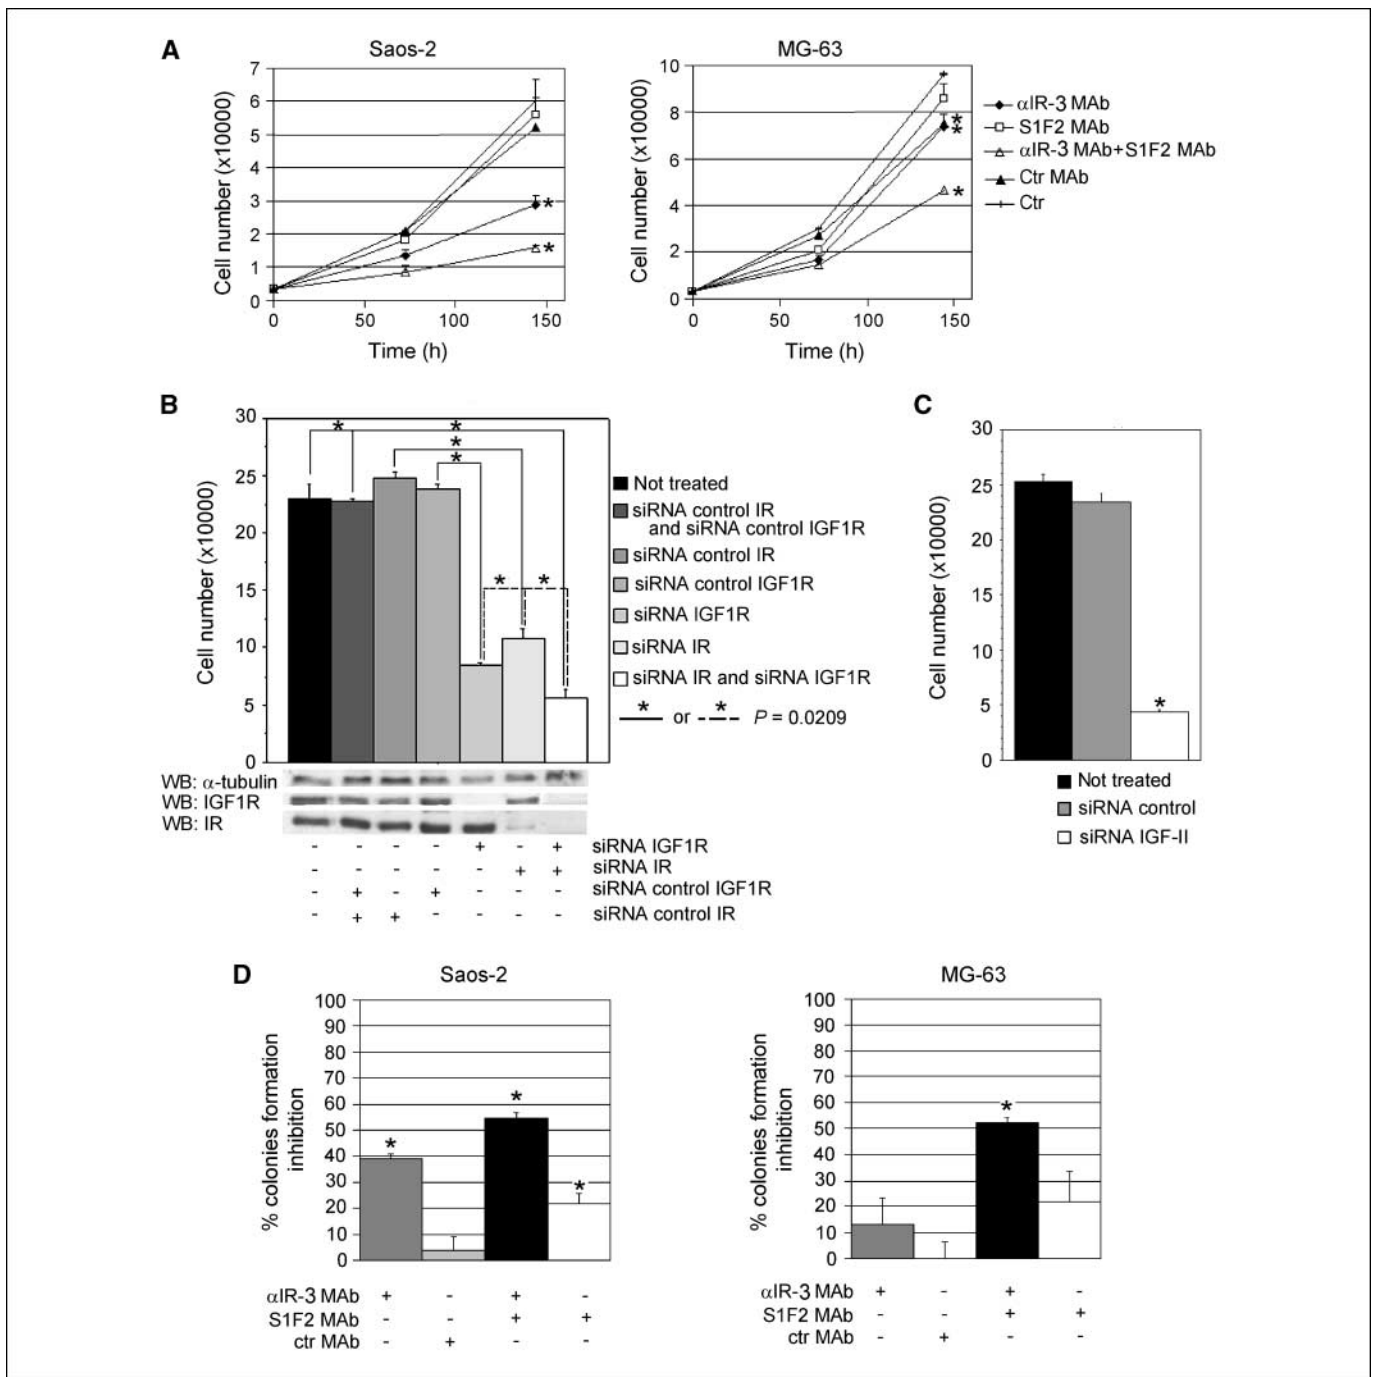 A
Saos-2
MG-63
Cell number (x10000)
7
6
5
4
3
2
1
0
0 50 100 150
Time (h)
*
*
Cell number (x10000)
10
8
6
4
2
0
0 50 100 150
Time (h)
*
*
*
αIR-3 MAb
S1F2 MAb
αIR-3 MAb+S1F2 MAb
Ctr MAb
Ctr
B
Cell number (x10000)
30
25
20
15
10
5
0
* *
*
*
* *
Not treated
siRNA control IR
and siRNA control IGF1R
siRNA control IR
siRNA control IGF1R
siRNA IGF1R
siRNA IR
siRNA IR and siRNA IGF1R
* or * P = 0.0209
WB: α-tubulin
WB: IGF1R
WB: IR
- - - - + - + siRNA IGF1R
- - - - - + + siRNA IR
- + - + - - - siRNA control IGF1R
- + + - - - - siRNA control IR
C
Cell number (x10000)
30
25
20
15
10
5
0
*
Not treated
siRNA control
siRNA IGF-II
D
Saos-2
% colonies formation
inhibition
100
90
80
70
60
50
40
30
20
10
0
*
*
*
αIR-3 MAb + - + -
S1F2 MAb - - + +
ctr MAb - + - -
MG-63
% colonies formation
inhibition
100
90
80
70
60
50
40
30
20
10
0
*
αIR-3 MAb + - + -
S1F2 MAb - - + +
ctr MAb - + - -